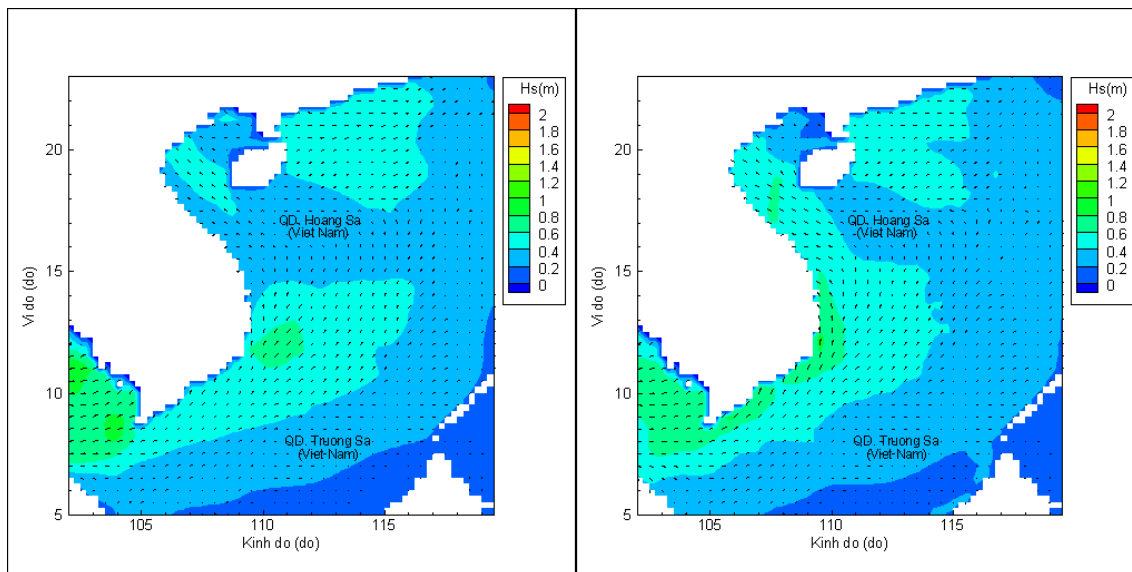 Hs(m)
2
1.8
1.6
1.4
1.2
1
0.8
0.6
0.4
0.2
0
Vi do (do)
20
15
10
5
QD. Hoang Sa
(Viet Nam)
QD. Truong Sa
(Viet-Nam)
105
110
115
Kinh do (do)
Hs(m)
2
1.8
1.6
1.4
1.2
1
0.8
0.6
0.4
0.2
0
Vi do (do)
20
15
10
5
QD. Hoang Sa
(Viet Nam)
QD. Truong Sa
(Viet-Nam)
105
110
115
Kinh do (do)